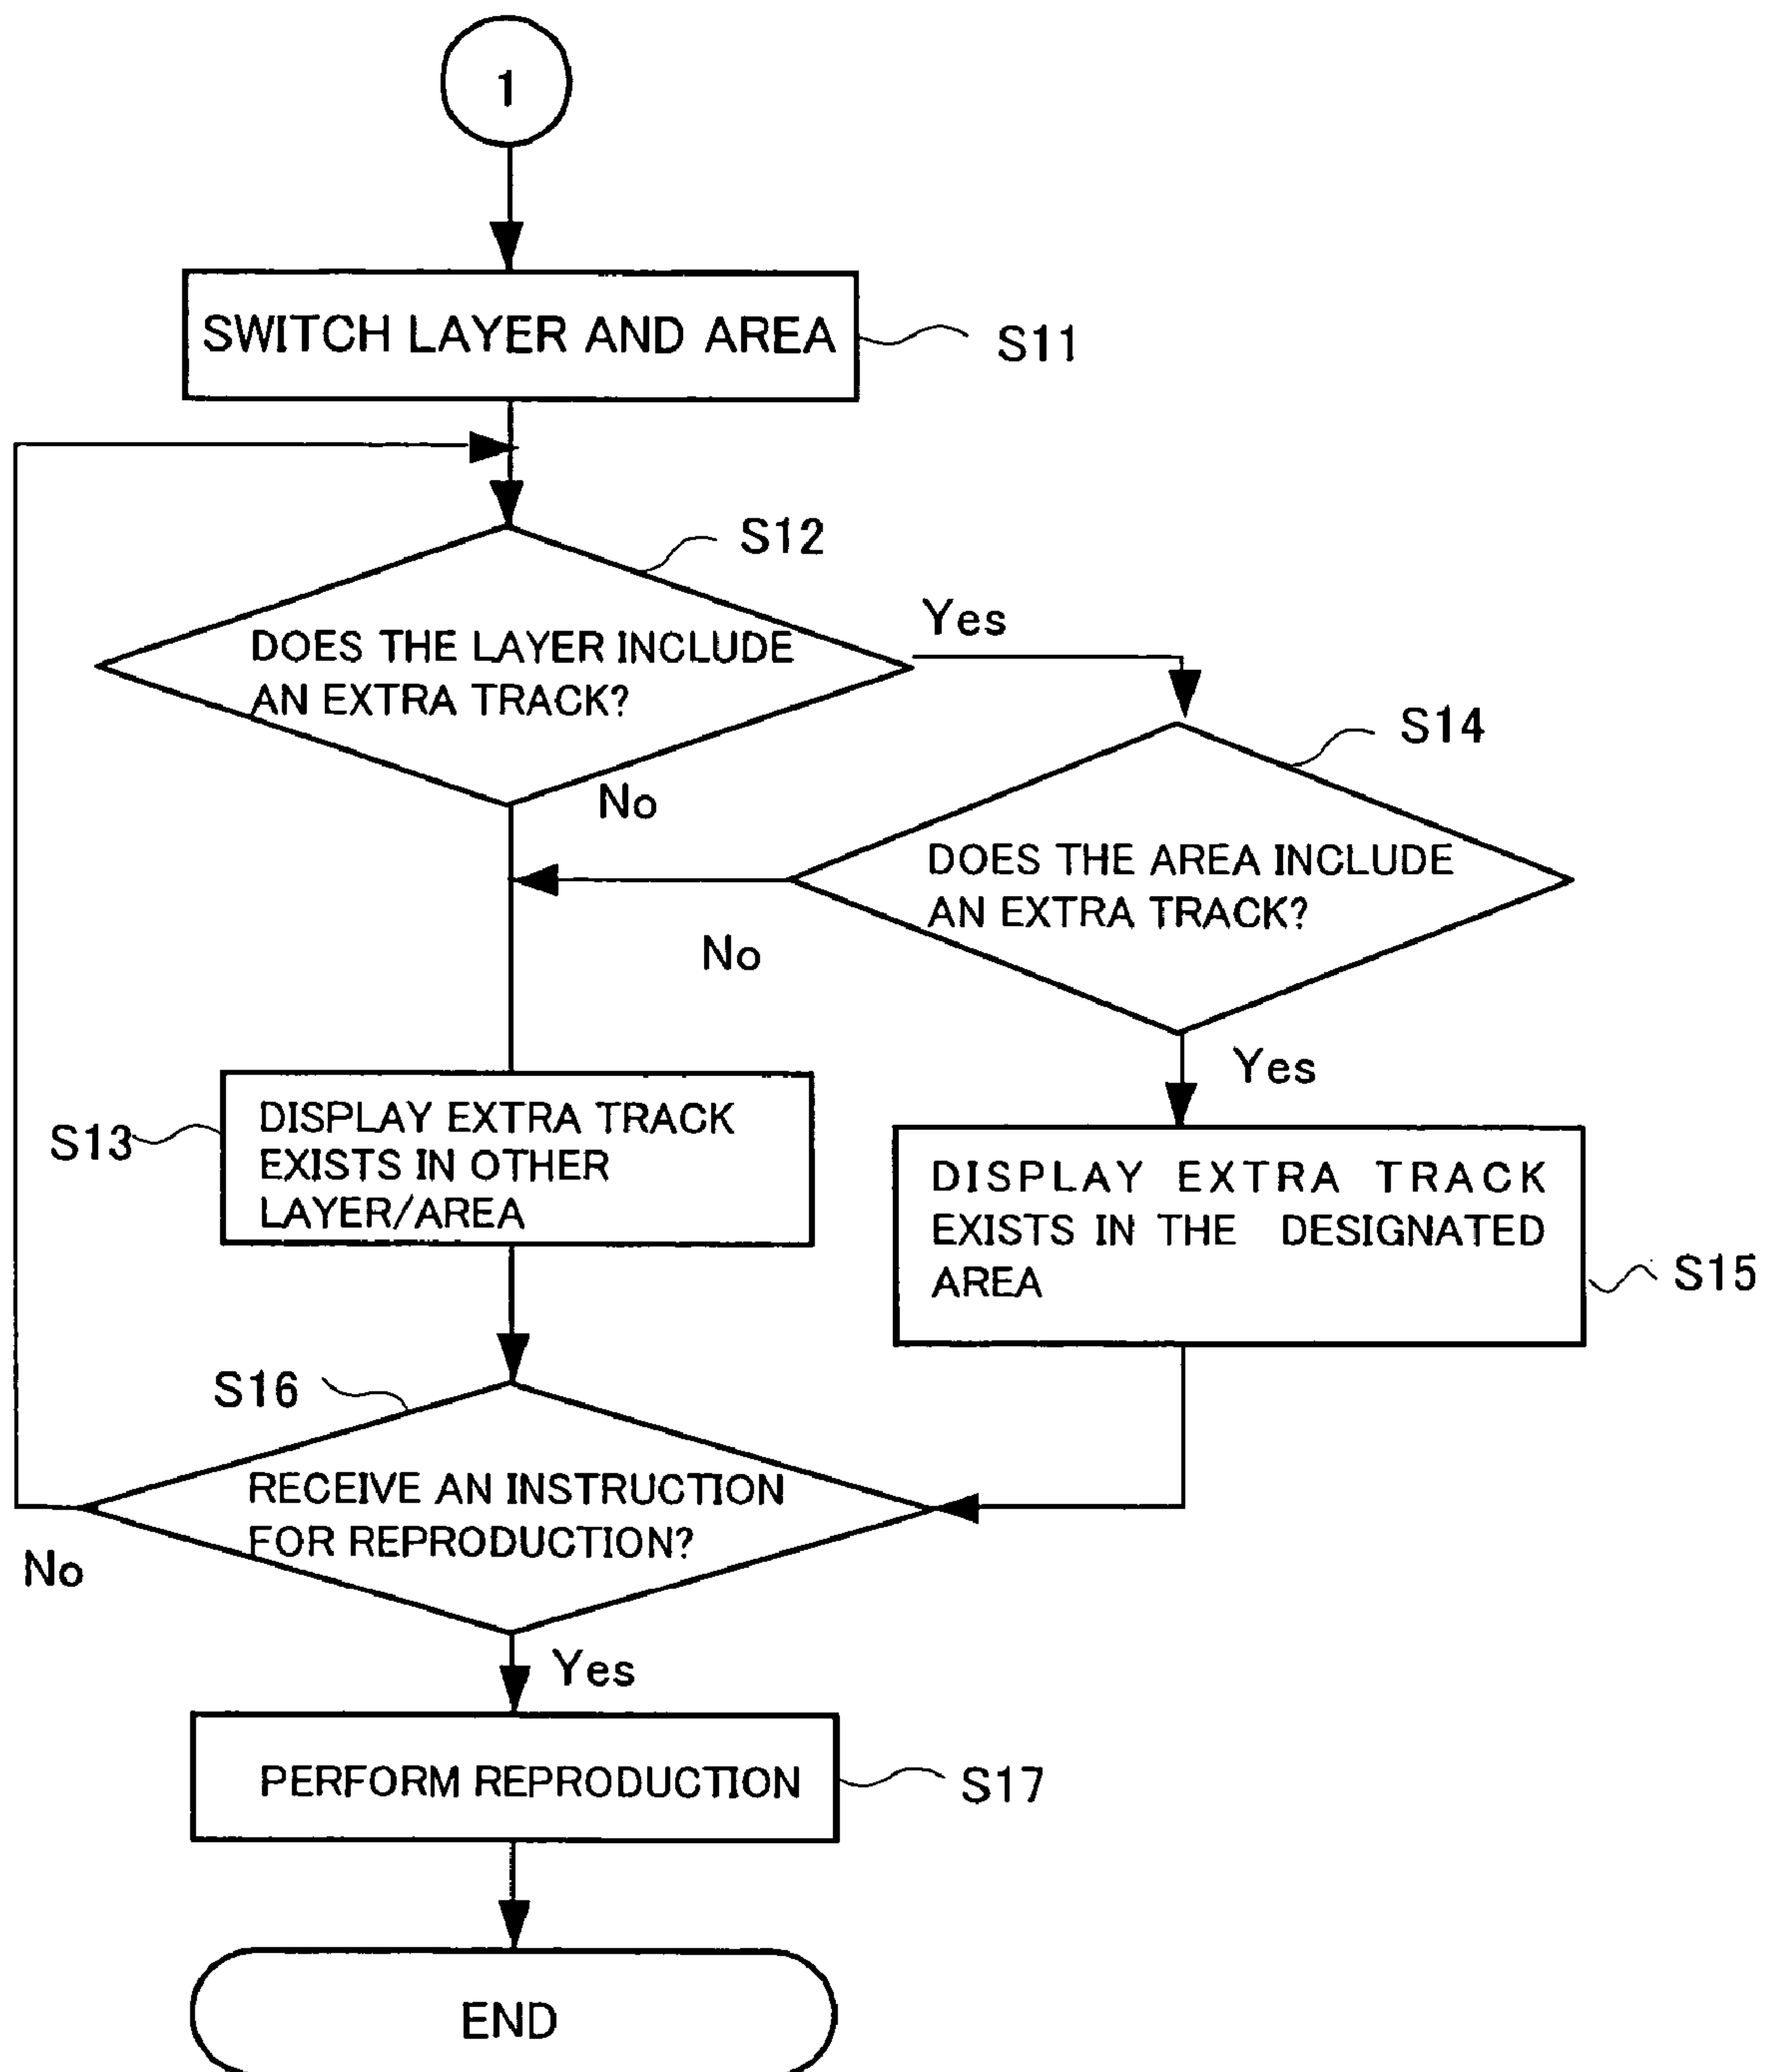 1
SWITCH LAYER AND AREA
S11
S12
DOES THE LAYER INCLUDE
AN EXTRA TRACK?
Yes
No
S14
DOES THE AREA INCLUDE
AN EXTRA TRACK?
No
Yes
S13
DISPLAY EXTRA TRACK
EXISTS IN OTHER
LAYER/AREA
DISPLAY EXTRA TRACK
EXISTS IN THE DESIGNATED
AREA
S15
S16
RECEIVE AN INSTRUCTION
FOR REPRODUCTION?
No
Yes
PERFORM REPRODUCTION
S17
END